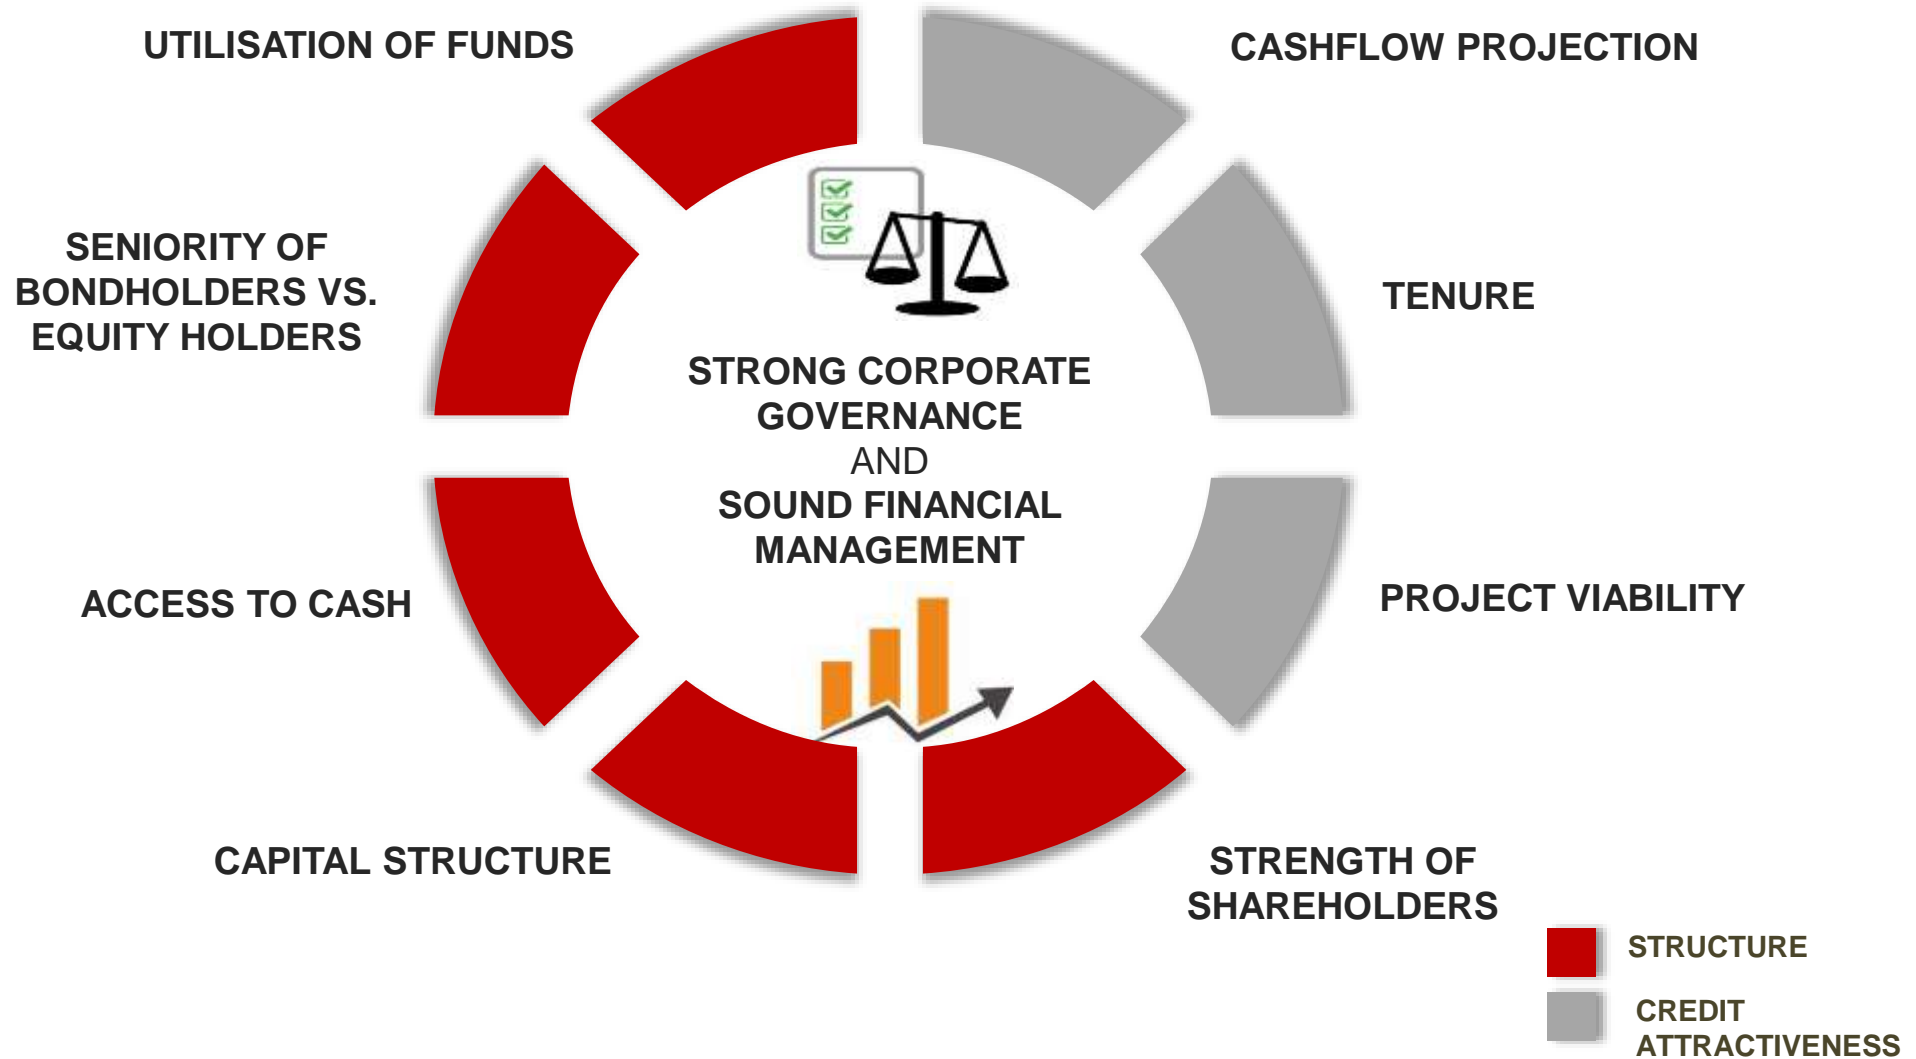 UTILISATION OF FUNDS
CASHFLOW PROJECTION
SENIORITY OF
BONDHOLDERS VS.
EQUITY HOLDERS
TENURE
STRONG CORPORATE
GOVERNANCE
AND
SOUND FINANCIAL
MANAGEMENT
ACCESS TO CASH
PROJECT VIABILITY
CAPITAL STRUCTURE
STRENGTH OF
SHAREHOLDERS
STRUCTURE
CREDIT
ATTRACTIVENESS